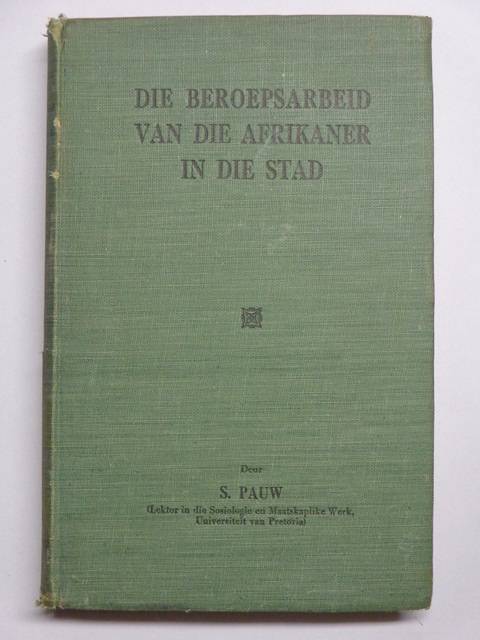 DIE BEROEPSARBEID
VAN DIE AFRIKANER
IN DIE STAD
Deur
S. PAUW
(Lektor in die Sosiologie en Maatskaplike Werk,
Universiteit van Pretoria)